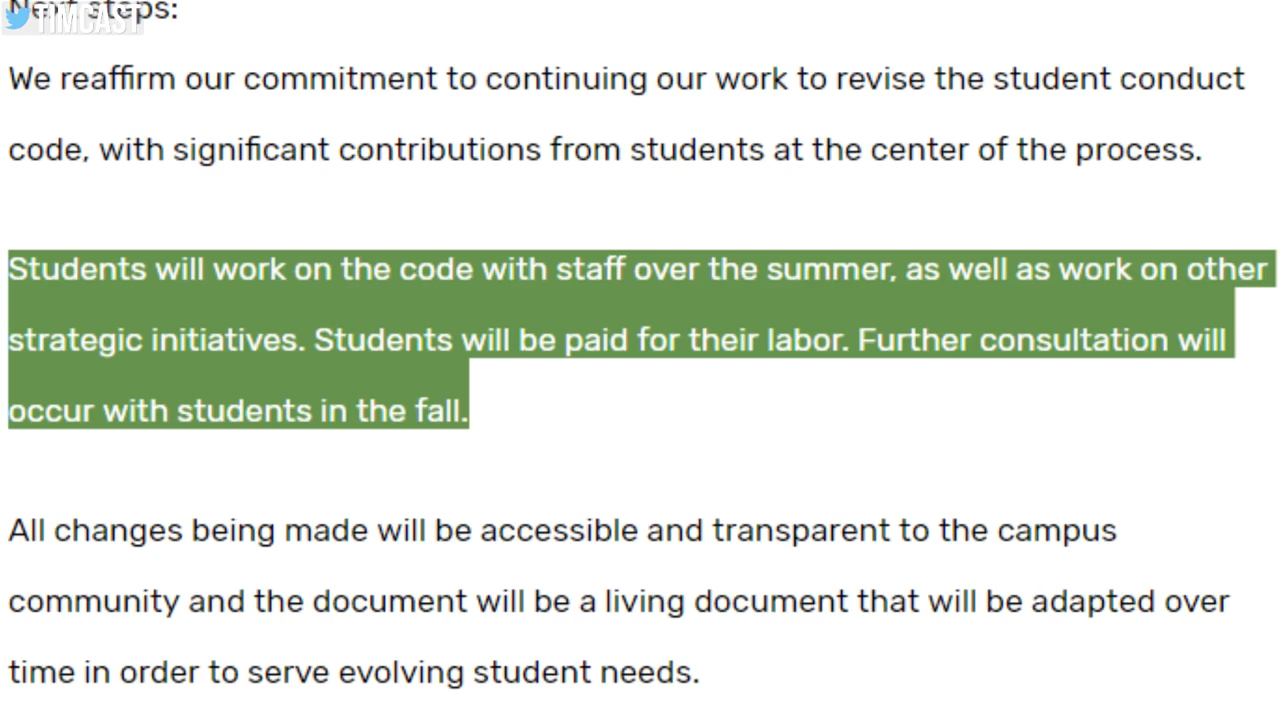 Next steps:
TIMCAST
We reaffirm our commitment to continuing our work to revise the student conduct
code, with significant contributions from students at the center of the process.
Students will work on the code with staff over the summer, as well as work on other
strategic initiatives. Students will be paid for their labor. Further consultation will
occur with students in the fall.
All changes being made will be accessible and transparent to the campus
community and the document will be a living document that will be adapted over
time in order to serve evolving student needs.